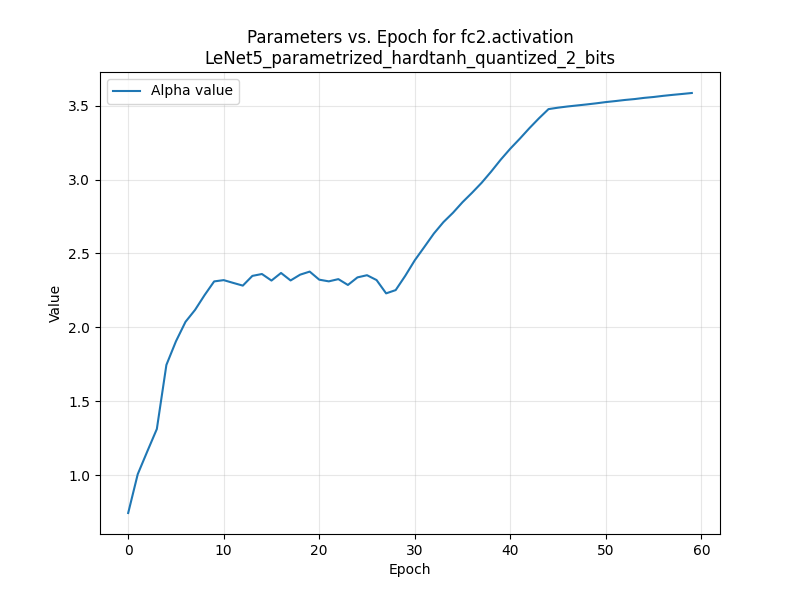 Parameters vs. Epoch for fc2.activation
LeNet5_parametrized_hardtanh_quantized_2_bits
Alpha value
3.5
3.0
2.5
2.0
1.5
1.0
Value
0 10 20 30 40 50 60
Epoch